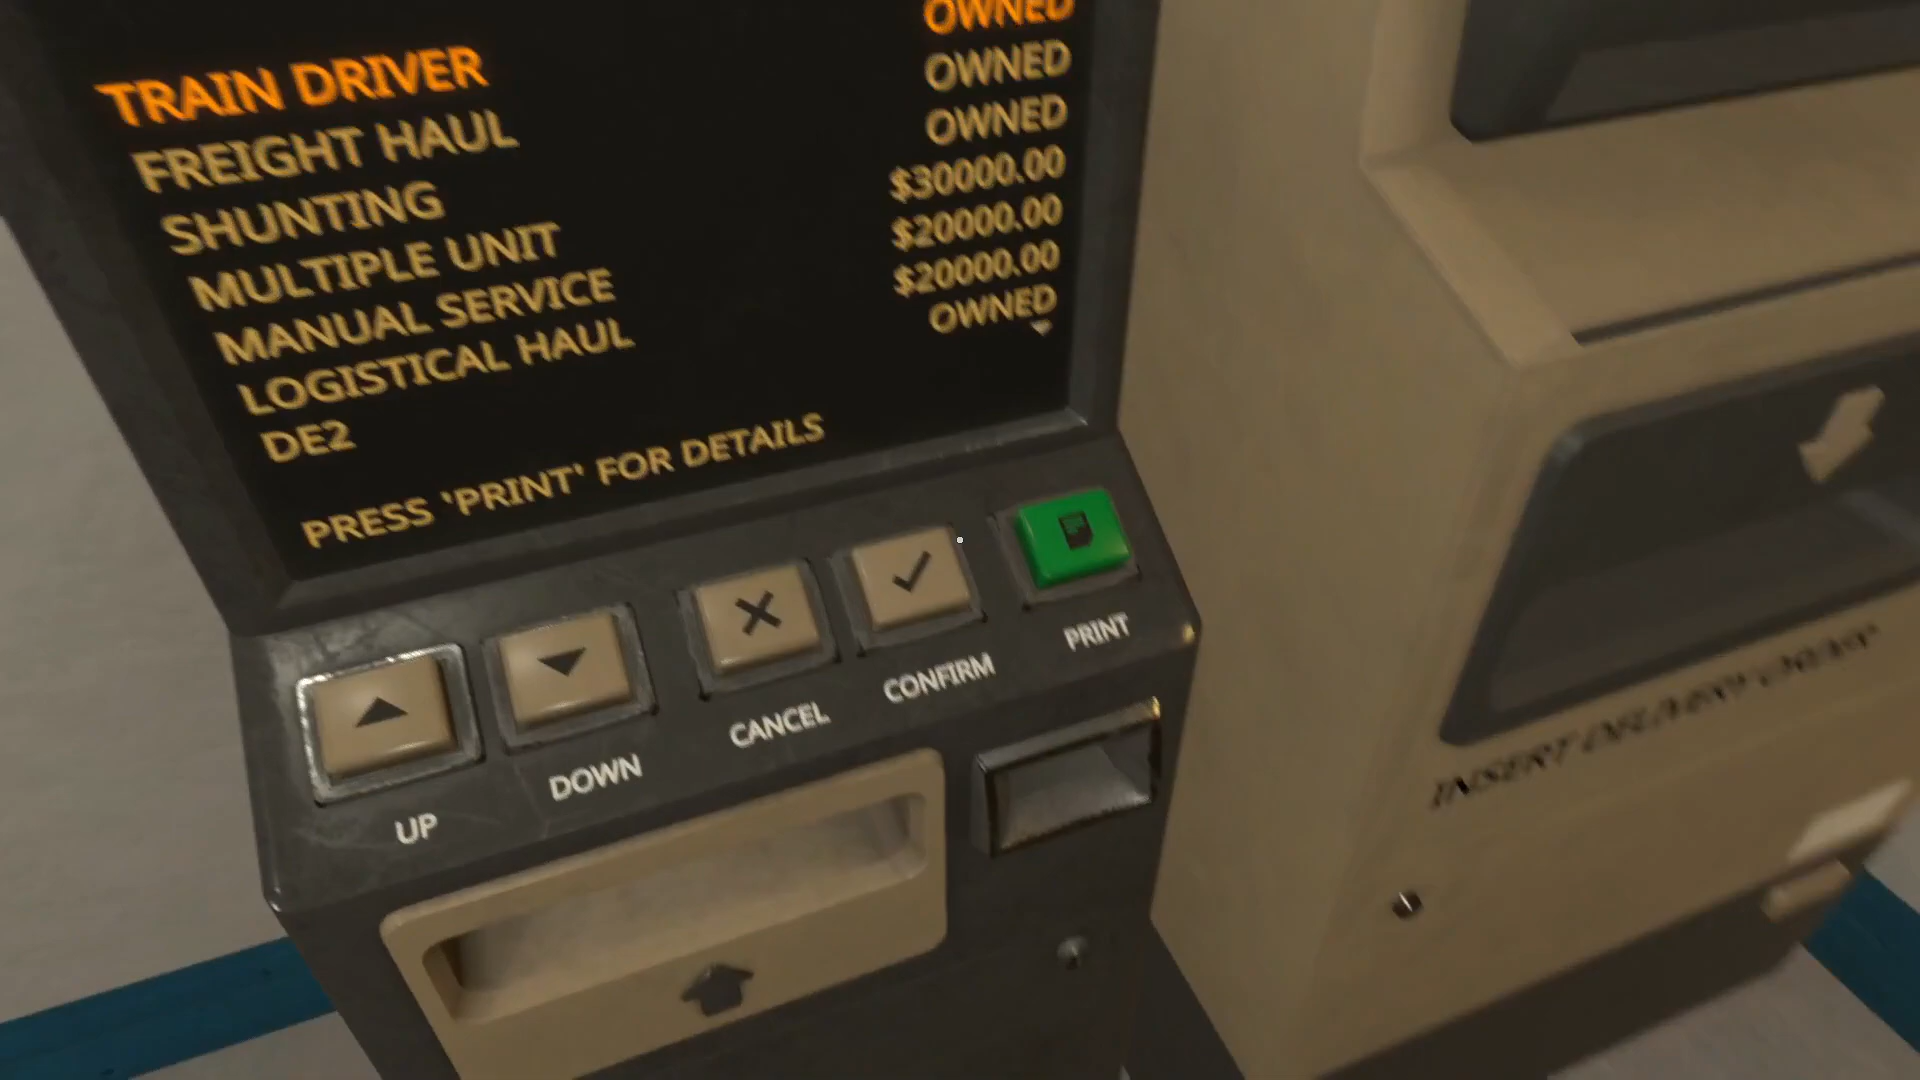 TRAIN DRIVER OWNED
FREIGHT HAUL OWNED
SHUNTING OWNED
MULTIPLE UNIT $30000.00
MANUAL SERVICE $20000.00
LOGISTICAL HAUL $20000.00
DE2 OWNED
PRESS 'PRINT' FOR DETAILS
UP
DOWN
CANCEL
CONFIRM
PRINT
INSERT